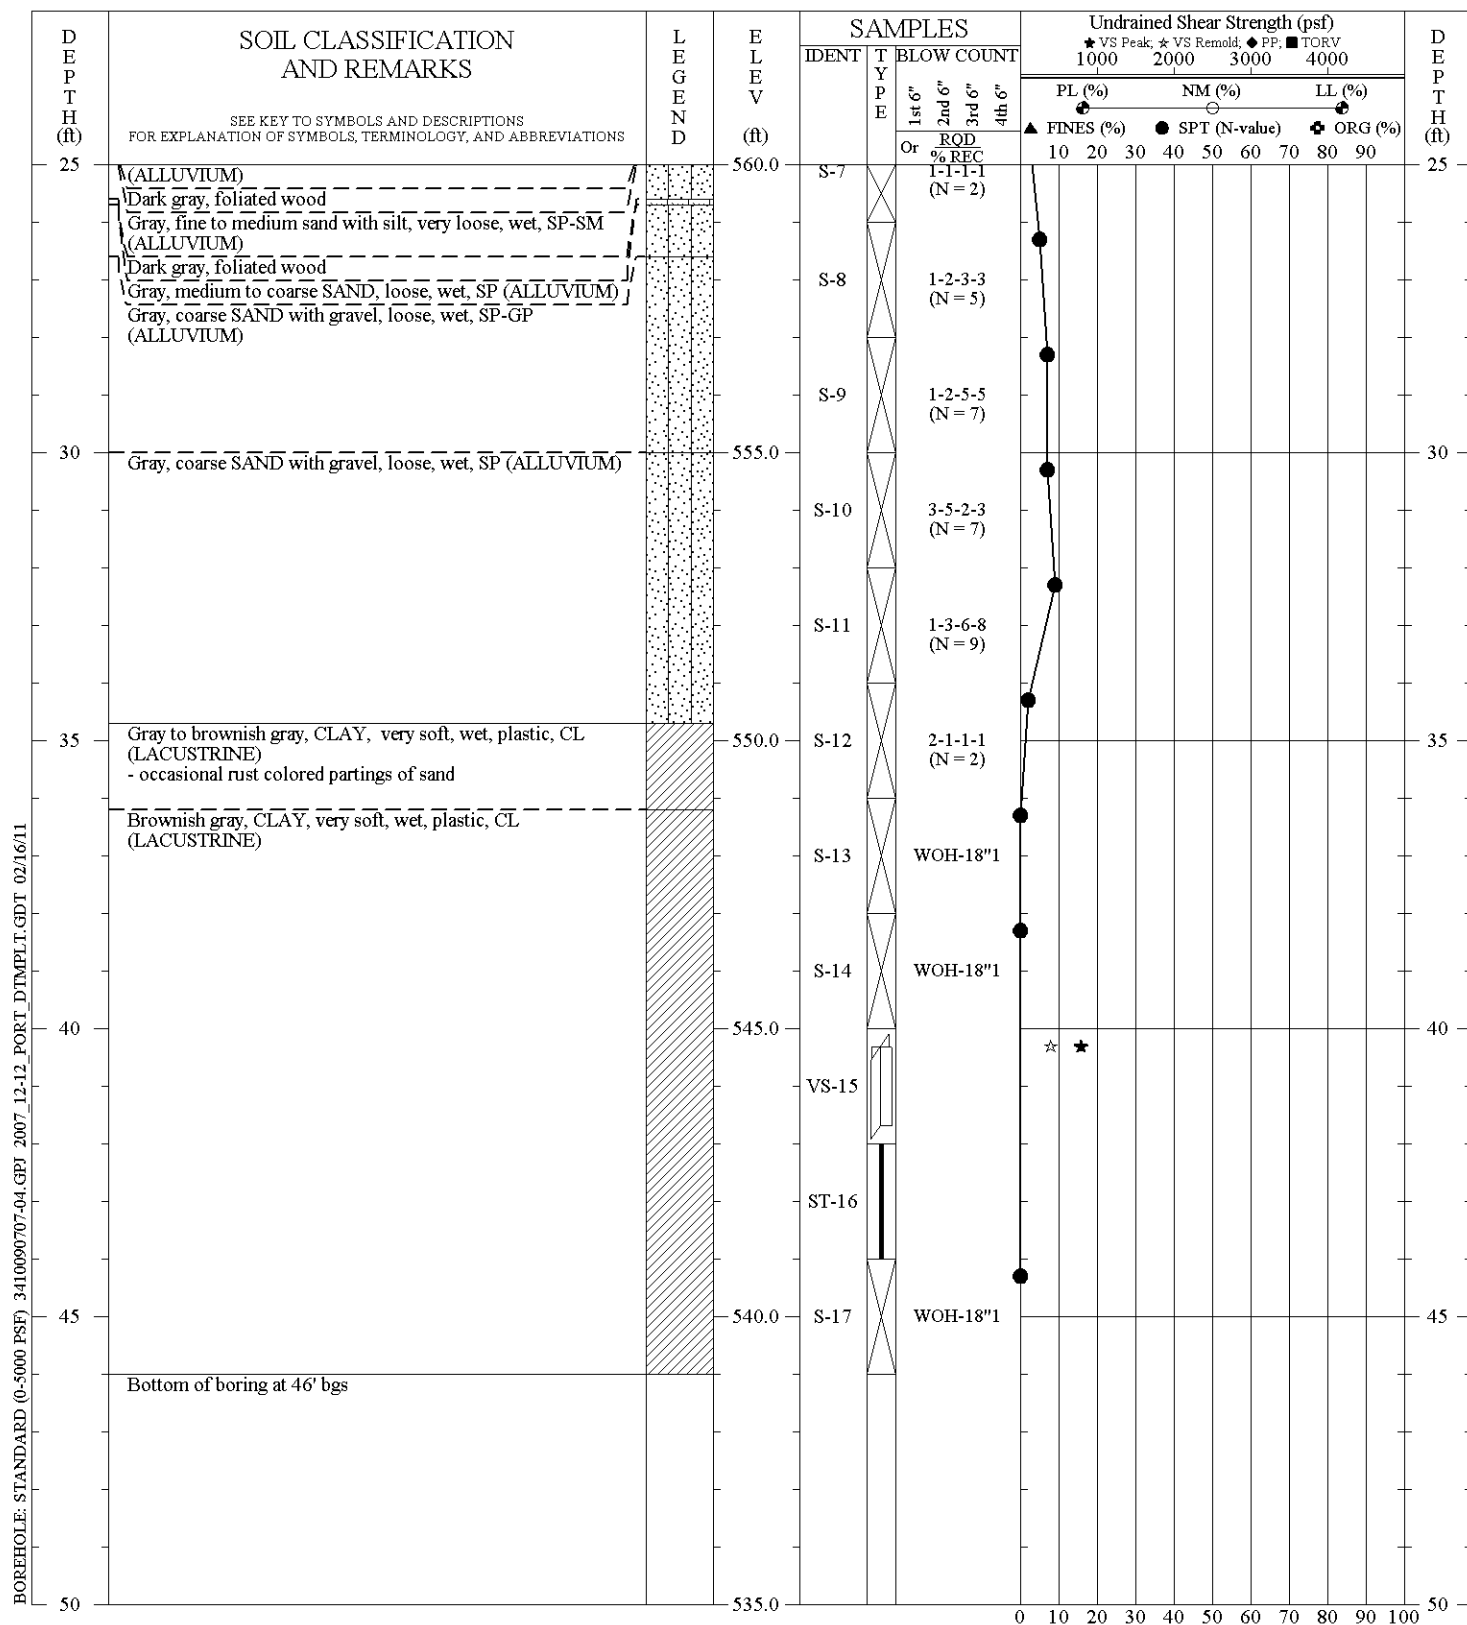 DEPTH (ft)
SOIL CLASSIFICATION
AND REMARKS
SEE KEY TO SYMBOLS AND DESCRIPTIONS
FOR EXPLANATION OF SYMBOLS, TERMINOLOGY, AND ABBREVIATIONS
LEGEND
ELEV (ft)
SAMPLES
IDENT
TYPE
BLOW COUNT
1st 6"
2nd 6"
3rd 6"
4th 6"
Or RQD
% REC
Undrained Shear Strength (psf)
★ VS Peak; ☆ VS Remold; ◆ PP; ■ TORV
1000 2000 3000 4000
PL (%) NM (%) LL (%)
▲ FINES (%) ● SPT (N-value) ✚ ORG (%)
10 20 30 40 50 60 70 80 90
DEPTH (ft)
25 560.0 25
(ALLUVIUM)
S-7 1-1-1-1
(N = 2)
Dark gray, foliated wood
Gray, fine to medium sand with silt, very loose, wet, SP-SM
(ALLUVIUM)
Dark gray, foliated wood
S-8 1-2-3-3
(N = 5)
Gray, medium to coarse SAND, loose, wet, SP (ALLUVIUM)
Gray, coarse SAND with gravel, loose, wet, SP-GP
(ALLUVIUM)
S-9 1-2-5-5
(N = 7)
30 555.0 30
Gray, coarse SAND with gravel, loose, wet, SP (ALLUVIUM)
S-10 3-5-2-3
(N = 7)
S-11 1-3-6-8
(N = 9)
Gray to brownish gray, CLAY, very soft, wet, plastic, CL
(LACUSTRINE)
- occasional rust colored partings of sand
35 550.0 35
S-12 2-1-1-1
(N = 2)
Brownish gray, CLAY, very soft, wet, plastic, CL
(LACUSTRINE)
S-13 WOH-18"1
S-14 WOH-18"1
40 545.0 40
VS-15
ST-16
45 540.0 45
S-17 WOH-18"1
Bottom of boring at 46' bgs
50 535.0 50
0 10 20 30 40 50 60 70 80 90 100
BOREHOLE: STANDARD (0-5000 PSF) 3410090707-04.GPJ 2007_12-12_PORT_DTMPLT.GDT 02/16/11